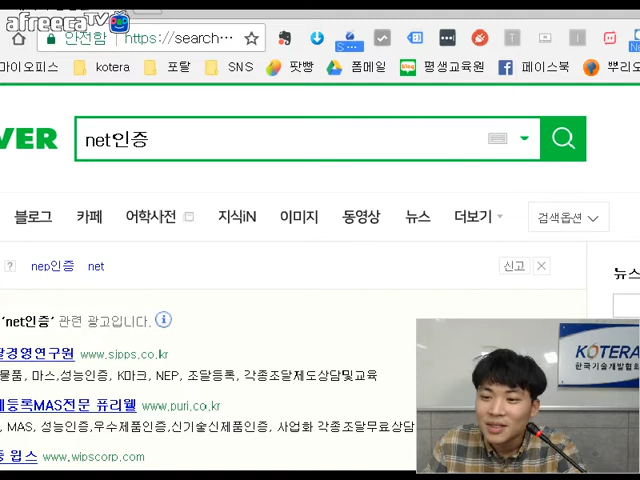 afreecaTV
안전함 https://search...
S...
마이오피스 kotera 포탈 SNS 팟빵 폼메일 blog 평생교육원 페이스북 뿌리오
VER net인증
블로그 카페 어학사전 지식iN 이미지 동영상 뉴스 더보기 검색옵션
? nep인증 net 신고
뉴스
'net인증' 관련 광고입니다.
달경영연구원 www.sjpps.co.kr
물품, 마스,성능인증, K마크, NEP, 조달등록, 각종조달제도상담및교육
등록MAS전문 퓨리웰 www.puri.co.kr
, MAS, 성능인증,우수제품인증,신기술신제품인증, 사업화 각종조달무료상담
윕스 www.wipscorp.com
KOTERA
한국기술개발협회